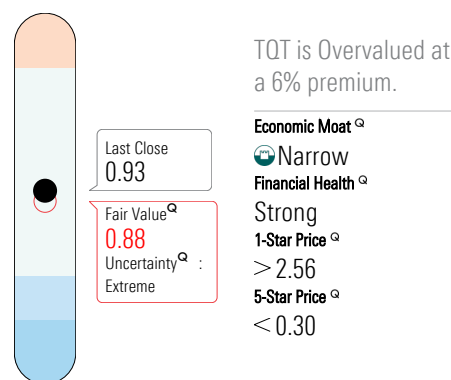 TQT is Overvalued at
a 6% premium.
Last Close
0.93
Fair Value Q
0.88
Uncertainty Q :
Extreme
Economic Moat Q
Narrow
Financial Health Q
Strong
1-Star Price Q
> 2.56
5-Star Price Q
< 0.30